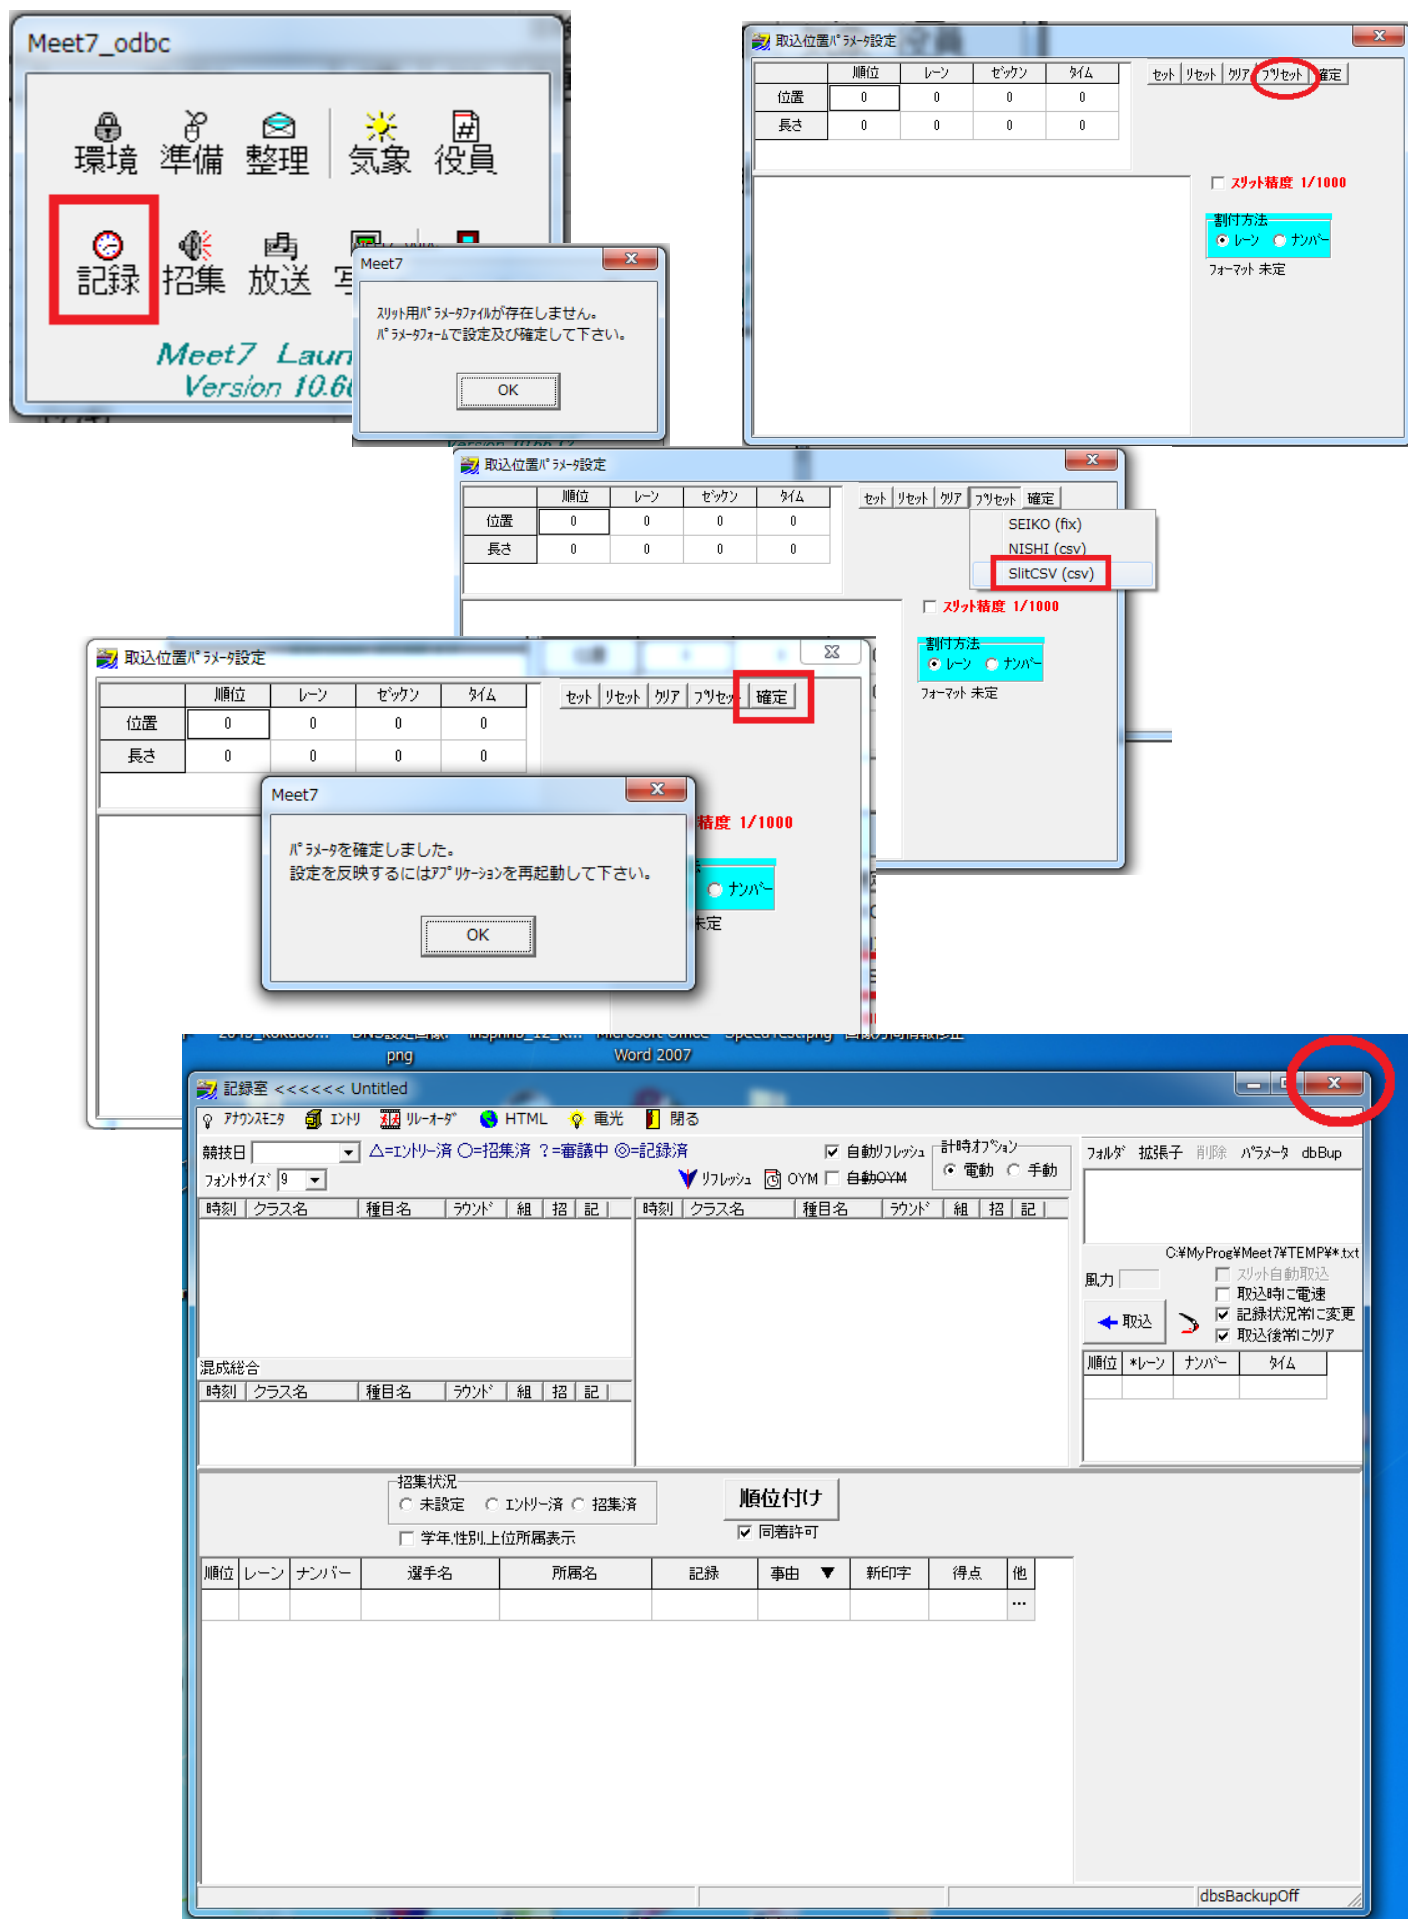 Meet7_odbc
環境 準備 整理 気象 役員
記録 招集 放送
Meet7 Laun
Version 10.6
Meet7
スリット用パラメータファイルが存在しません。
パラメータフォームで設定及び確定して下さい。
OK
取込位置パラメータ設定
順位 レーン ゼッケン タイム
位置 0 0 0 0
長さ 0 0 0 0
セット リセット クリア プリセット 確定
スリット精度 1/1000
割付方法
レーン ナンバー
フォーマット 未定
取込位置パラメータ設定
順位 レーン ゼッケン タイム
位置 0 0 0 0
長さ 0 0 0 0
セット リセット クリア プリセット 確定
SEIKO (fix)
NISHI (csv)
SlitCSV (csv)
スリット精度 1/1000
割付方法
レーン ナンバー
フォーマット 未定
取込位置パラメータ設定
順位 レーン ゼッケン タイム
位置 0 0 0 0
長さ 0 0 0 0
セット リセット クリア プリセット 確定
精度 1/1000
ナンバー
未定
Meet7
パラメータを確定しました。
設定を反映するにはアプリケーションを再起動して下さい。
OK
png
Word 2007
記録室 <<<<<< Untitled
アナウンスモニタ エントリ リレーオーダ HTML 電光 閉る
競技日 △=エントリー済 〇=招集済 ?=審議中 ◎=記録済 自動リフレッシュ
フォントサイズ 9 リフレッシュ OYM 自動OYM
計時オプション
電動 手動
フォルダ 拡張子 削除 パラメータ dbBup
時刻 クラス名 種目名 ラウンド 組 招 記
時刻 クラス名 種目名 ラウンド 組 招 記
C:¥MyProg¥Meet7¥TEMP¥*.txt
風力
スリット自動取込
取込時に電速
取込
記録状況常に変更
取込後常にクリア
順位 *レーン ナンバー タイム
混成総合
時刻 クラス名 種目名 ラウンド 組 招 記
招集状況
未設定 エントリー済 招集済
学年,性別,上位所属表示
順位付け
同着許可
順位 レーン ナンバー 選手名 所属名 記録 事由 ▼ 新印字 得点 他
...
dbsBackupOff